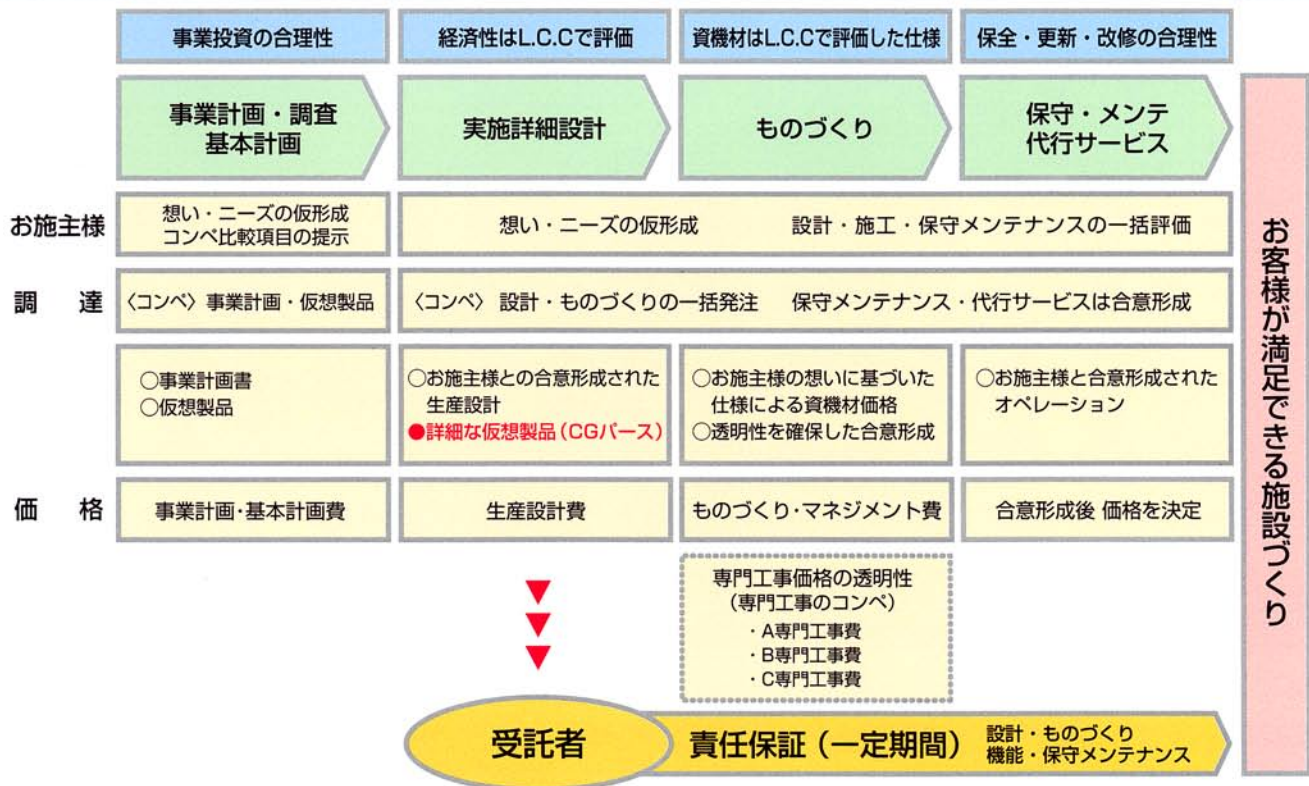 事業投資の合理性
経済性はL.C.Cで評価
資機材はL.C.Cで評価した仕様
保全・更新・改修の合理性
事業計画・調査
基本計画
実施詳細設計
ものづくり
保守・メンテ
代行サービス
お施主様
想い・ニーズの仮形成
コンペ比較項目の提示
想い・ニーズの仮形成 設計・施工・保守メンテナンスの一括評価
調 達
〈コンペ〉事業計画・仮想製品
〈コンペ〉 設計・ものづくりの一括発注 保守メンテナンス・代行サービスは合意形成
○事業計画書
○仮想製品
○お施主様との合意形成された
生産設計
●詳細な仮想製品(CGパース)
○お施主様の想いに基づいた
仕様による資機材価格
○透明性を確保した合意形成
○お施主様と合意形成された
オペレーション
価 格
事業計画・基本計画費
生産設計費
ものづくり・マネジメント費
合意形成後 価格を決定
専門工事価格の透明性
(専門工事のコンペ)
・A専門工事費
・B専門工事費
・C専門工事費
受託者
責任保証(一定期間)
設計・ものづくり
機能・保守メンテナンス
お客様が満足できる施設づくり